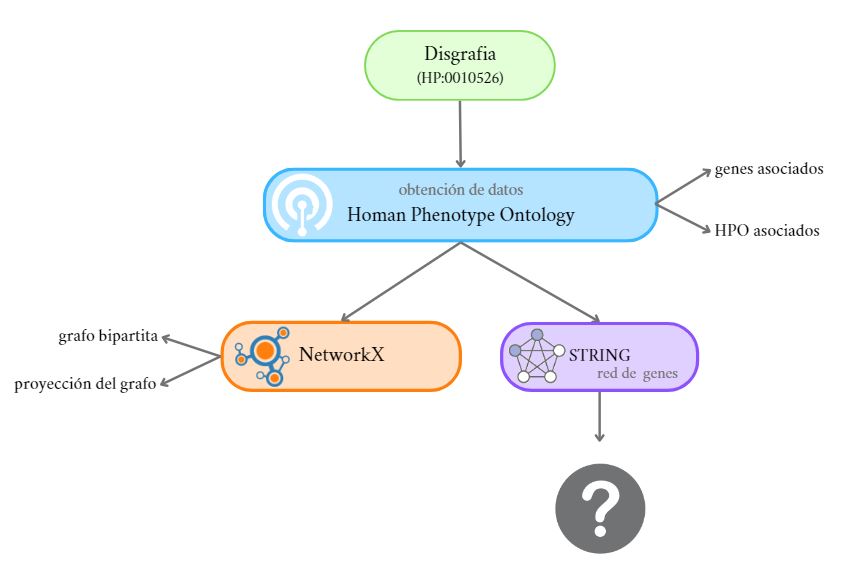 Disgrafia
(HP:0010526)
obtención de datos
Homan Phenotype Ontology
genes asociados
HPO asociados
grafo bipartita
proyección del grafo
NetworkX
STRING
red de genes
?